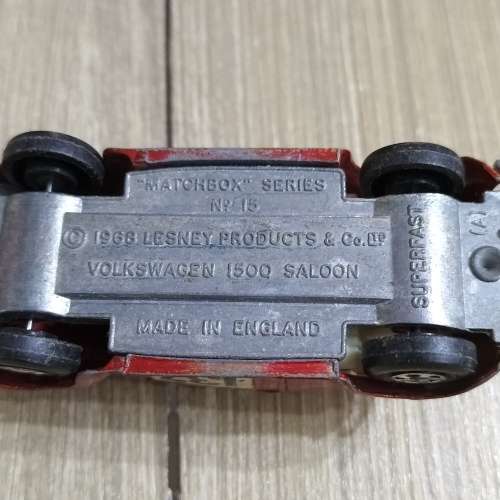 "MATCHBOX" SERIES
Nº 15
© 1968 LESNEY PRODUCTS & Co. LTD
VOLKSWAGEN 1500 SALOON
MADE IN ENGLAND
SUPERFAST
(A)